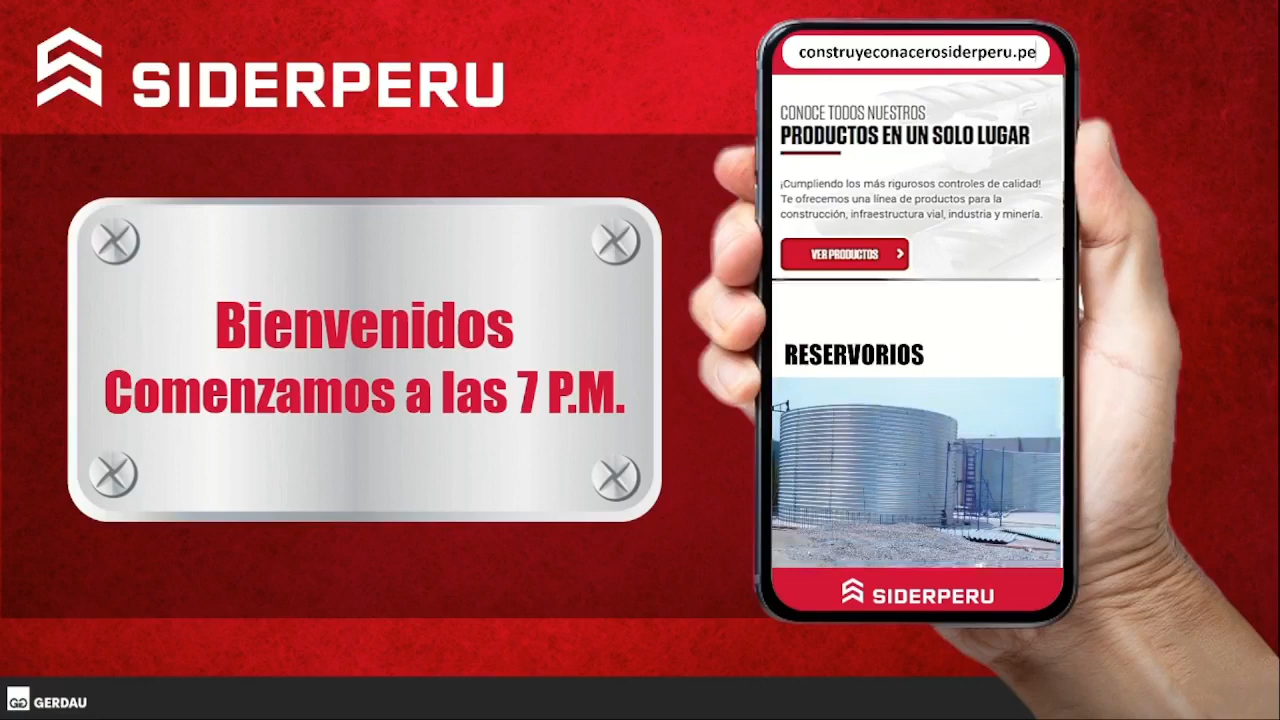 SIDERPERU
Bienvenidos
Comenzamos a las 7 P.M.
construyeconacerosiderperu.pe
CONOCE TODOS NUESTROS
PRODUCTOS EN UN SOLO LUGAR
¡Cumpliendo los más rigurosos controles de calidad!
Te ofrecemos una línea de productos para la
construcción, infraestructura vial, industria y minería.
VER PRODUCTOS
RESERVORIOS
SIDERPERU
GERDAU